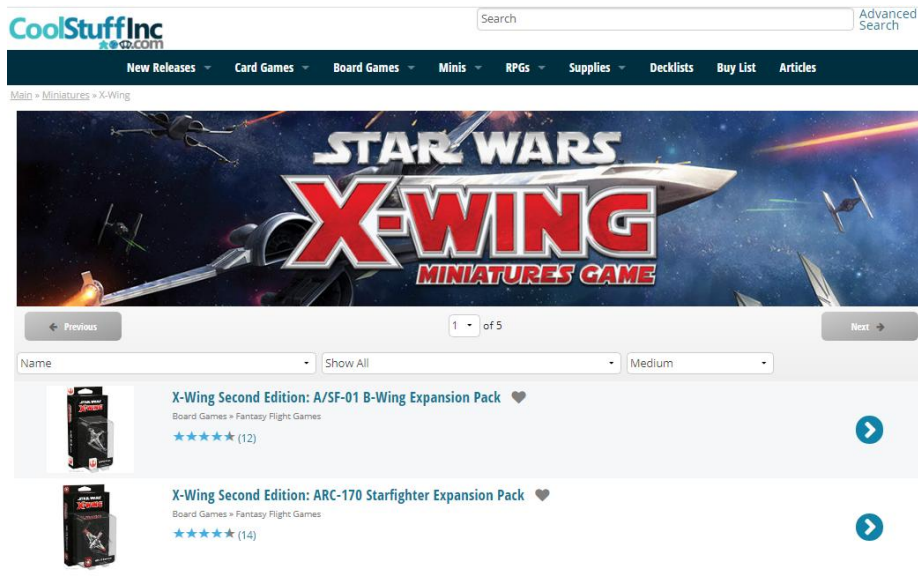 CoolStuffInc
.com
Search
Advanced
Search
New Releases Card Games Board Games Minis RPGs Supplies Decklists Buy List Articles
Main » Miniatures » X-Wing
STAR WARS
X-WING
MINIATURES GAME
Previous 1 of 5 Next
Name Show All Medium
X-Wing Second Edition: A/SF-01 B-Wing Expansion Pack
Board Games » Fantasy Flight Games
(12)
X-Wing Second Edition: ARC-170 Starfighter Expansion Pack
Board Games » Fantasy Flight Games
(14)